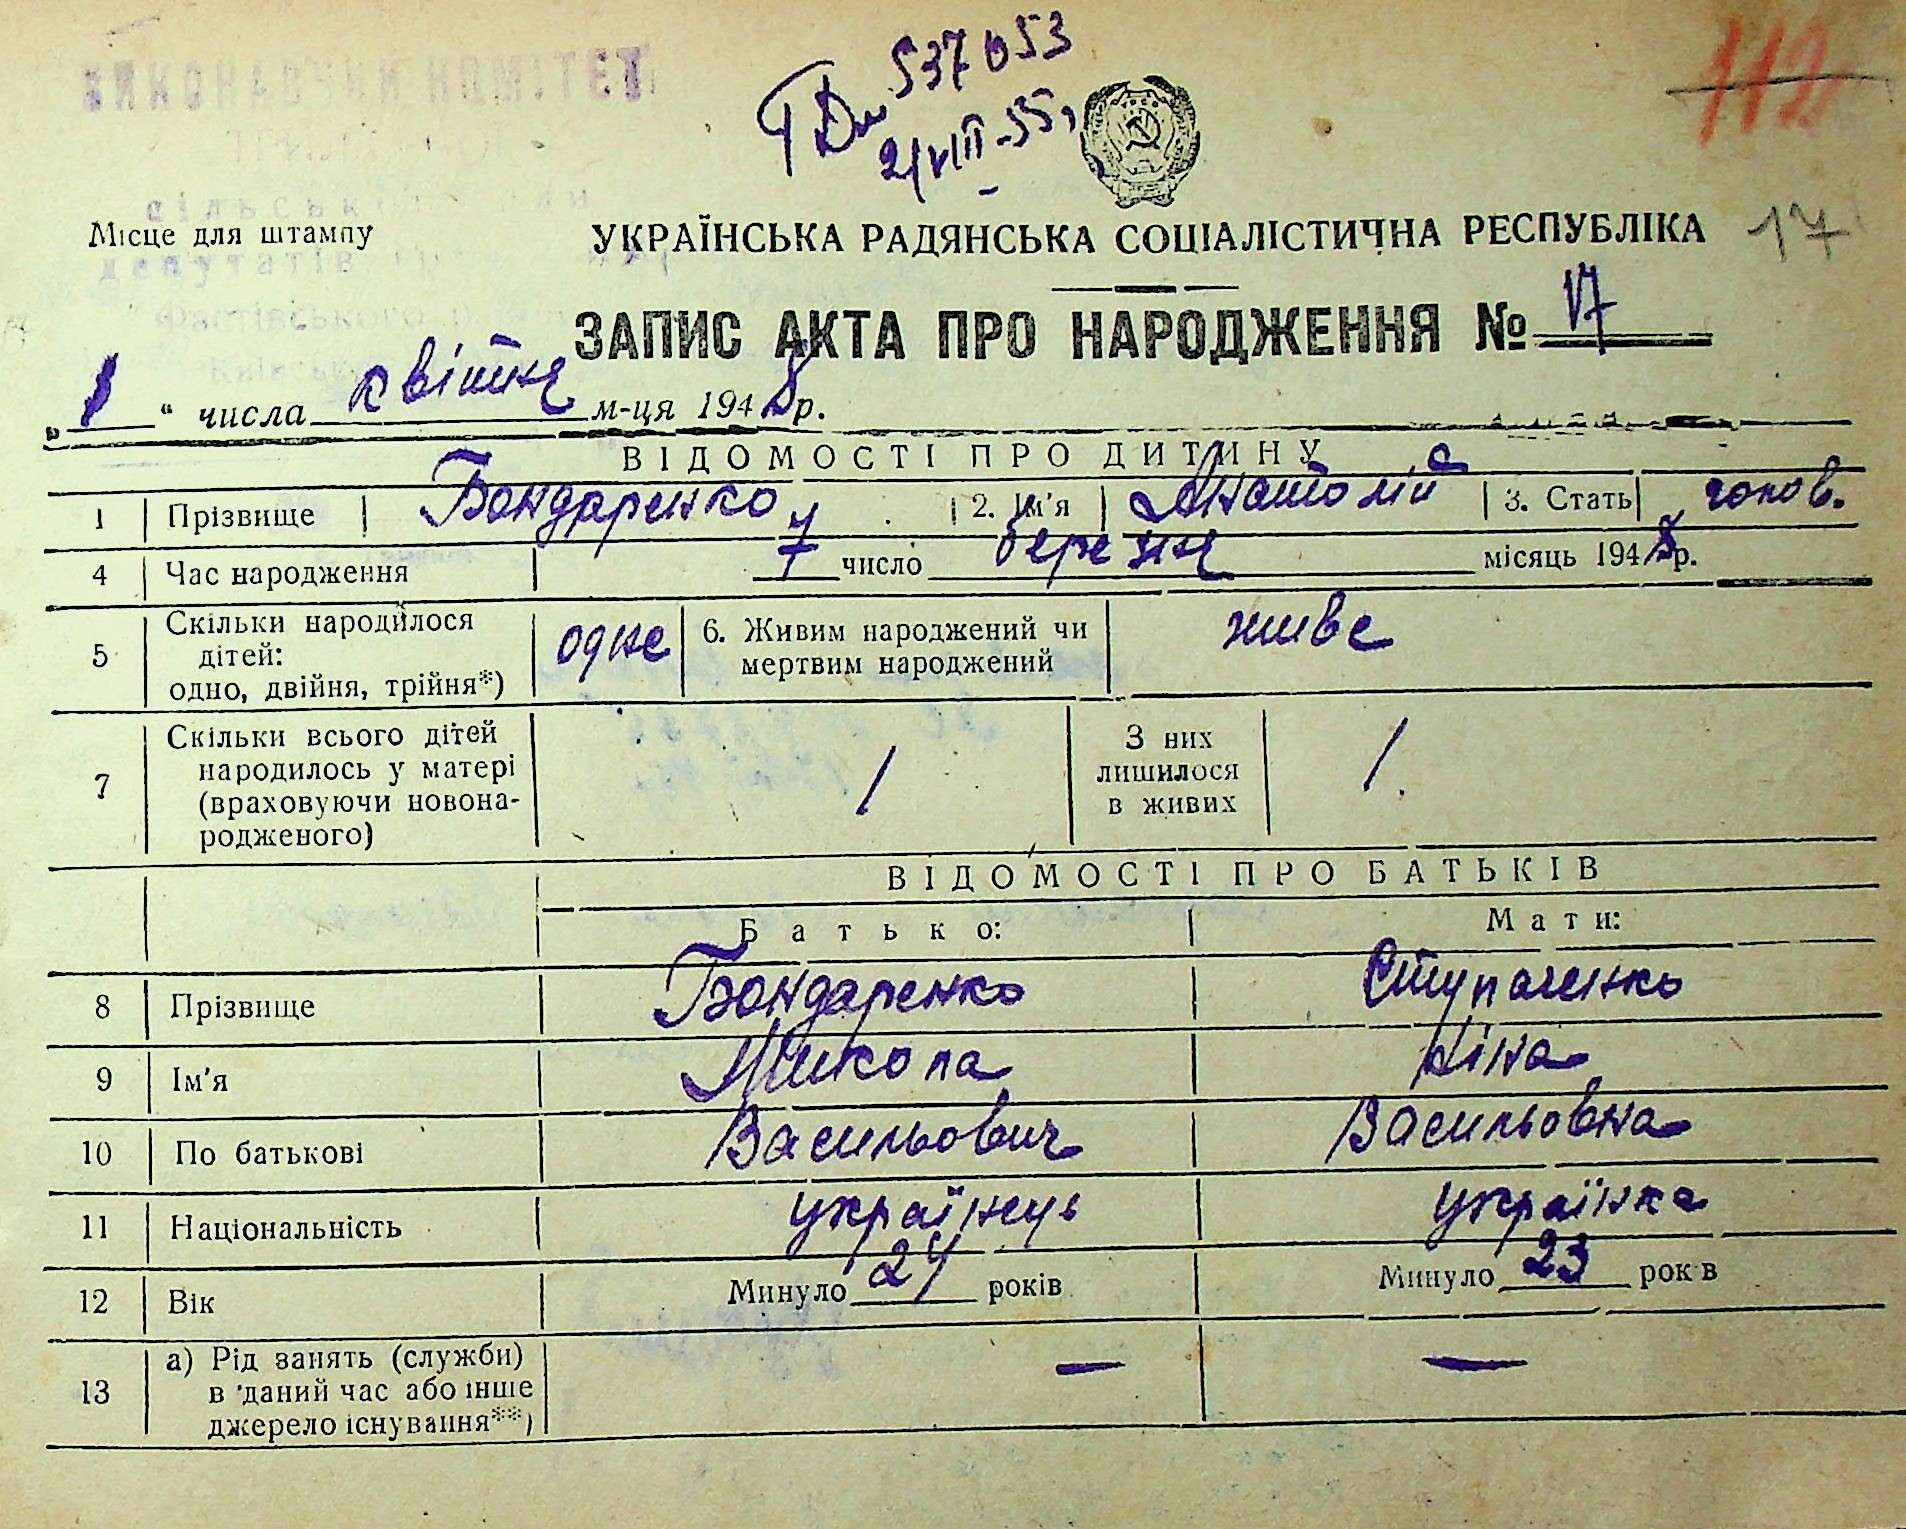 537053
2/VIII-55
112
ВИКОНАВЧИЙ КОМІТЕТ
сільської ради
депутатів
Фастівського
Місце для штампу
УКРАЇНСЬКА РАДЯНСЬКА СОЦІАЛІСТИЧНА РЕСПУБЛІКА
17
ЗАПИС АКТА ПРО НАРОДЖЕННЯ № 17
„1“ числа квітня м-ця 1948 р.
ВІДОМОСТІ ПРО ДИТИНУ
1 Прізвище Бондаренко 2. Ім'я Анатолій 3. Стать чолов.
4 Час народження 7 число березня місяць 1948 р.
5 Скільки народилося дітей: одно, двійня, трійня*) одне 6. Живим народжений чи мертвим народжений живе
7 Скільки всього дітей народилось у матері (враховуючи новонародженого) 1 З них лишилося в живих 1.
ВІДОМОСТІ ПРО БАТЬКІВ
Батько: Мати:
8 Прізвище Бондаренко Ступаченко
9 Ім'я Микола Ніна
10 По батькові Васильович Васильовна
11 Національність українець українка
12 Вік Минуло 24 років Минуло 23 років
13 а) Рід занять (служби) в даний час або інше джерело існування**) — —